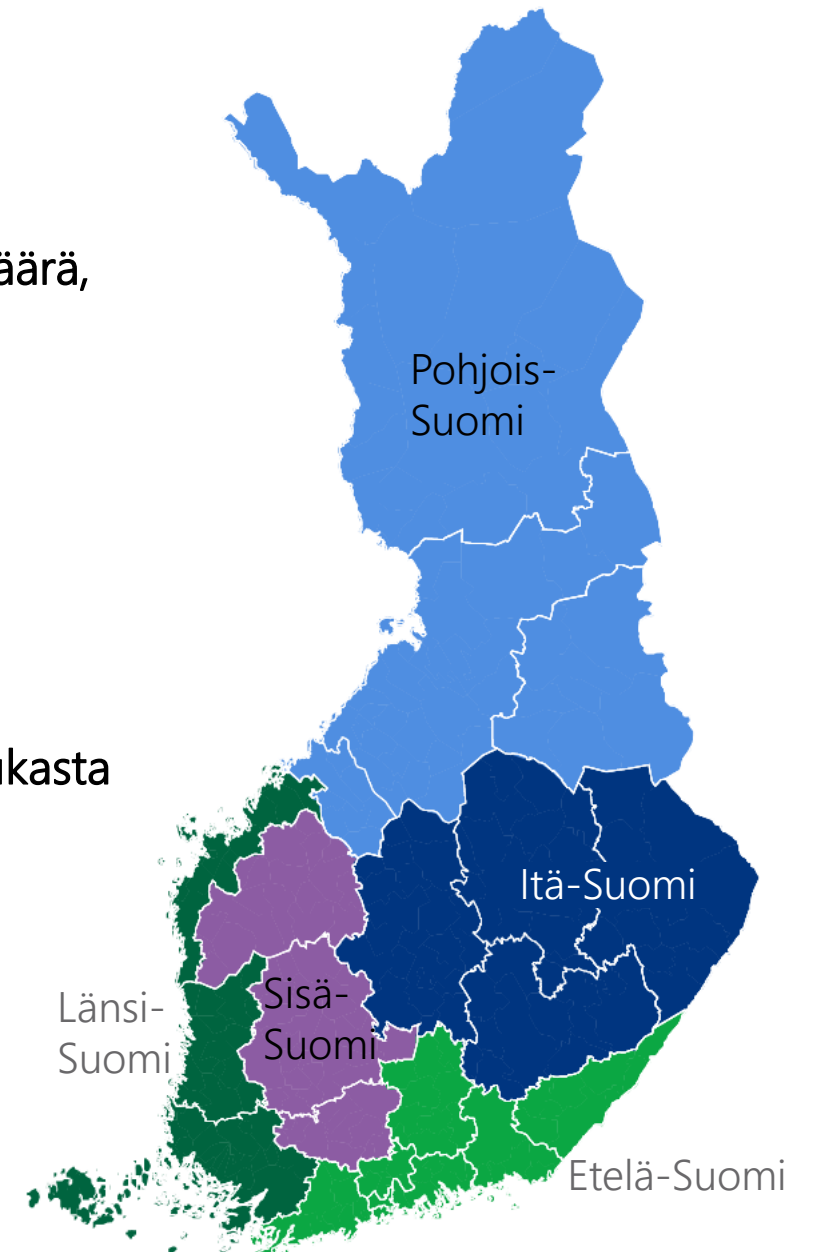 äärä,
Pohjois-
Suomi
ukasta
Itä-Suomi
Länsi-
Suomi
Sisä-
Suomi
Etelä-Suomi